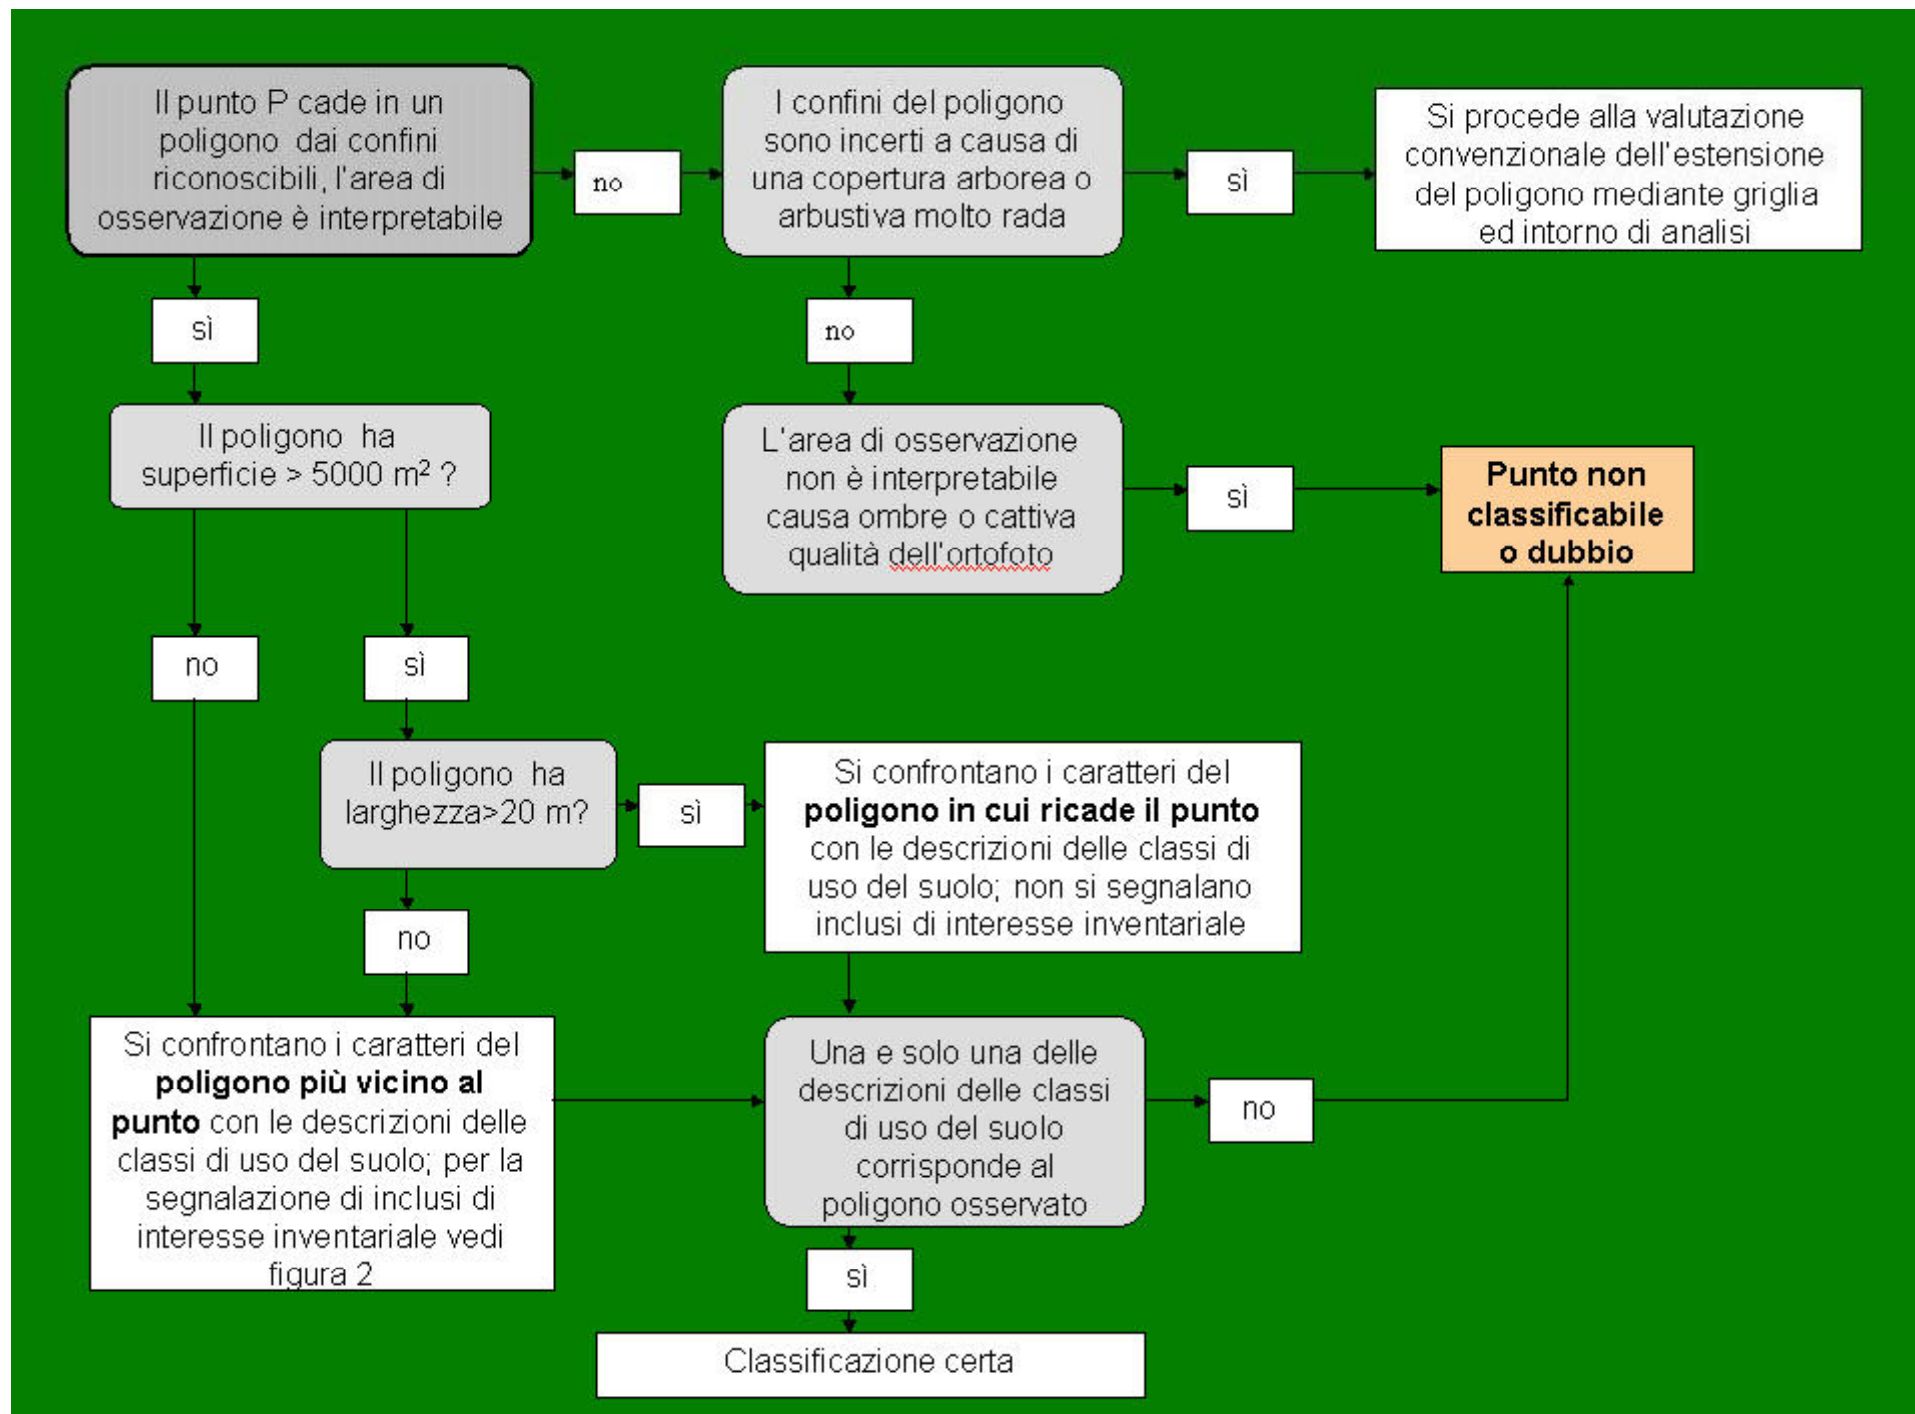 Il punto P cade in un
poligono dai confini
riconoscibili, l'area di
osservazione è interpretabile
no
I confini del poligono
sono incerti a causa di
una copertura arborea o
arbustiva molto rada
sì
Si procede alla valutazione
convenzionale dell'estensione
del poligono mediante griglia
ed intorno di analisi
sì
no
Il poligono ha
superficie > 5000 m² ?
L'area di osservazione
non è interpretabile
causa ombre o cattiva
qualità dell'ortofoto
sì
Punto non
classificabile
o dubbio
no
sì
Il poligono ha
larghezza>20 m?
sì
Si confrontano i caratteri del
poligono in cui ricade il punto
con le descrizioni delle classi di
uso del suolo; non si segnalano
inclusi di interesse inventariale
no
Si confrontano i caratteri del
poligono più vicino al
punto con le descrizioni delle
classi di uso del suolo; per la
segnalazione di inclusi di
interesse inventariale vedi
figura 2
Una e solo una delle
descrizioni delle classi
di uso del suolo
corrisponde al
poligono osservato
no
sì
Classificazione certa